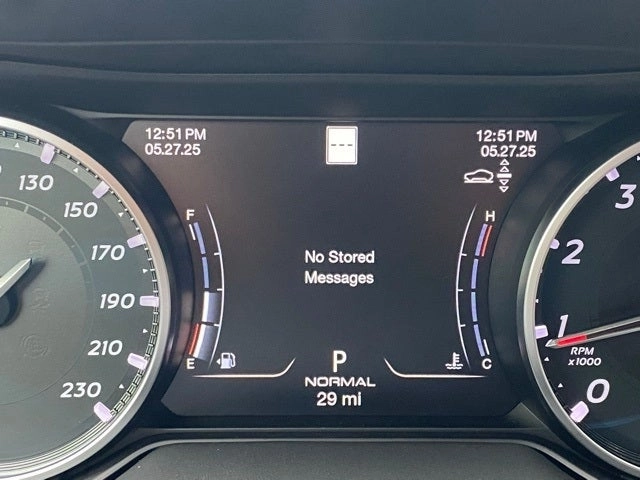 12:51 PM
05.27.25
---
12:51 PM
05.27.25
130
150
170
190
210
230
F
E
No Stored
Messages
H
C
P
NORMAL
29 mi
3
2
1
0
RPM
x1000